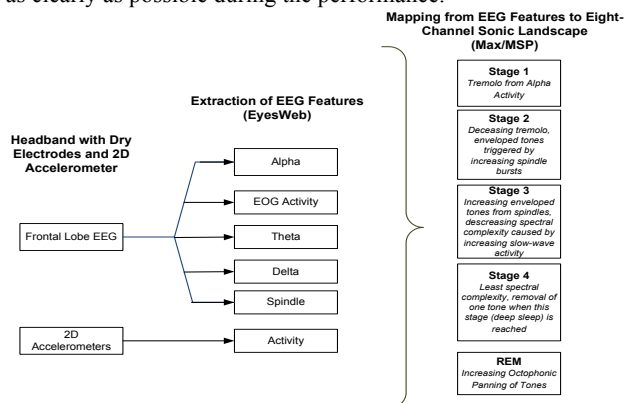 as clearly as possible during the performance.
Mapping from EEG Features to Eight-
Channel Sonic Landscape
(Max/MSP)
Extraction of EEG Features
(EyesWeb)
Headband with Dry
Electrodes and 2D
Accelerometer
Frontal Lobe EEG
2D
Accelerometers
Alpha
EOG Activity
Theta
Delta
Spindle
Activity
Stage 1
Tremolo from Alpha
Activity
Stage 2
Deceasing tremolo,
enveloped tones
triggered by
increasing spindle
bursts
Stage 3
Increasing enveloped
tones from spindles,
descreasing spectral
complexity caused by
increasing slow-wave
activity
Stage 4
Least spectral
complexity, removal of
one tone when this
stage (deep sleep) is
reached
REM
Increasing Octophonic
Panning of Tones